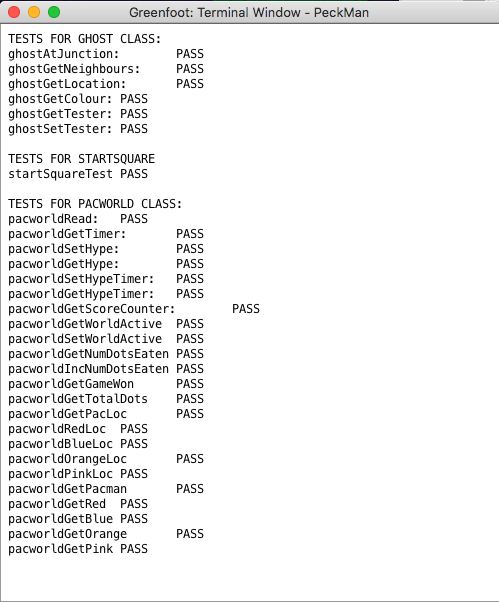 Greenfoot: Terminal Window - PeckMan
TESTS FOR GHOST CLASS:
ghostAtJunction: PASS
ghostGetNeighbours: PASS
ghostGetLocation: PASS
ghostGetColour: PASS
ghostGetTester: PASS
ghostSetTester: PASS
TESTS FOR STARTSQUARE
startSquareTest PASS
TESTS FOR PACWORLD CLASS:
pacworldRead: PASS
pacworldGetTimer: PASS
pacworldSetHype: PASS
pacworldGetHype: PASS
pacworldSetHypeTimer: PASS
pacworldGetHypeTimer: PASS
pacworldGetScoreCounter: PASS
pacworldGetWorldActive PASS
pacworldSetWorldActive PASS
pacworldGetNumDotsEaten PASS
pacworldIncNumDotsEaten PASS
pacworldGetGameWon PASS
pacworldGetTotalDots PASS
pacworldGetPacLoc PASS
pacworldRedLoc PASS
pacworldBlueLoc PASS
pacworldOrangeLoc PASS
pacworldPinkLoc PASS
pacworldGetPacman PASS
pacworldGetRed PASS
pacworldGetBlue PASS
pacworldGetOrange PASS
pacworldGetPink PASS